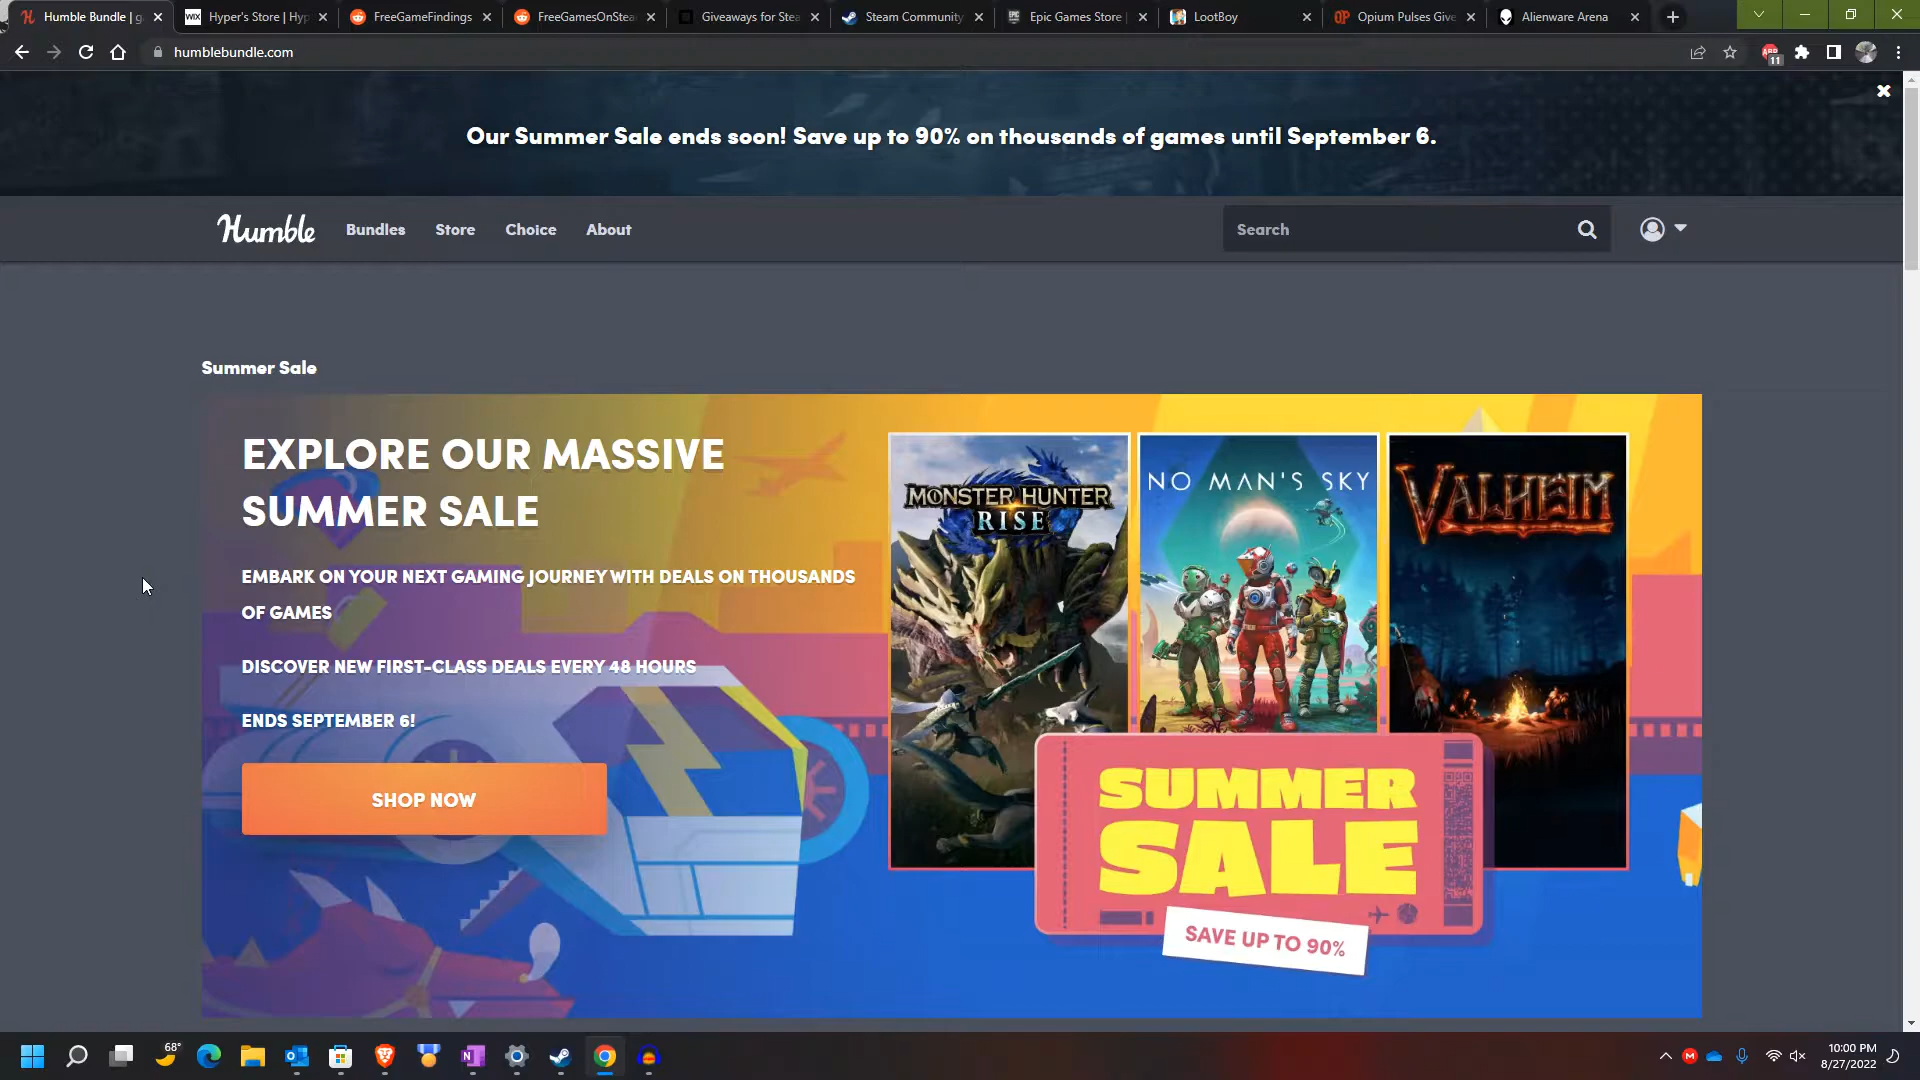 Humble Bundle | g
Hyper's Store | Hyp
FreeGameFindings
FreeGamesOnStea
Giveaways for Stea
Steam Community
Epic Games Store |
LootBoy
Opium Pulses Give
Alienware Arena
humblebundle.com
11
Our Summer Sale ends soon! Save up to 90% on thousands of games until September 6.
Humble
Bundles
Store
Choice
About
Search
Summer Sale
EXPLORE OUR MASSIVE
SUMMER SALE
EMBARK ON YOUR NEXT GAMING JOURNEY WITH DEALS ON THOUSANDS
OF GAMES
DISCOVER NEW FIRST-CLASS DEALS EVERY 48 HOURS
ENDS SEPTEMBER 6!
SHOP NOW
MONSTER HUNTER
RISE
NO MAN'S SKY
VALHEIM
SUMMER
SALE
SAVE UP TO 90%
68°
10:00 PM
8/27/2022